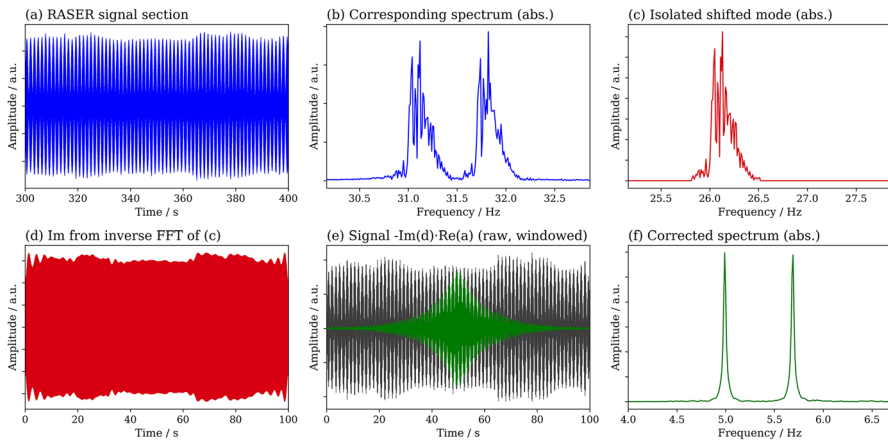 (a) RASER signal section
Amplitude / a.u.
300 320 340 360 380 400
Time / s
(b) Corresponding spectrum (abs.)
Amplitude / a.u.
30.5 31.0 31.5 32.0 32.5
Frequency / Hz
(c) Isolated shifted mode (abs.)
Amplitude / a.u.
25.5 26.0 26.5 27.0 27.5
Frequency / Hz
(d) Im from inverse FFT of (c)
Amplitude / a.u.
0 20 40 60 80 100
Time / s
(e) Signal -Im(d)·Re(a) (raw, windowed)
Amplitude / a.u.
0 20 40 60 80 100
Time / s
(f) Corrected spectrum (abs.)
Amplitude / a.u.
4.0 4.5 5.0 5.5 6.0 6.5
Frequency / Hz